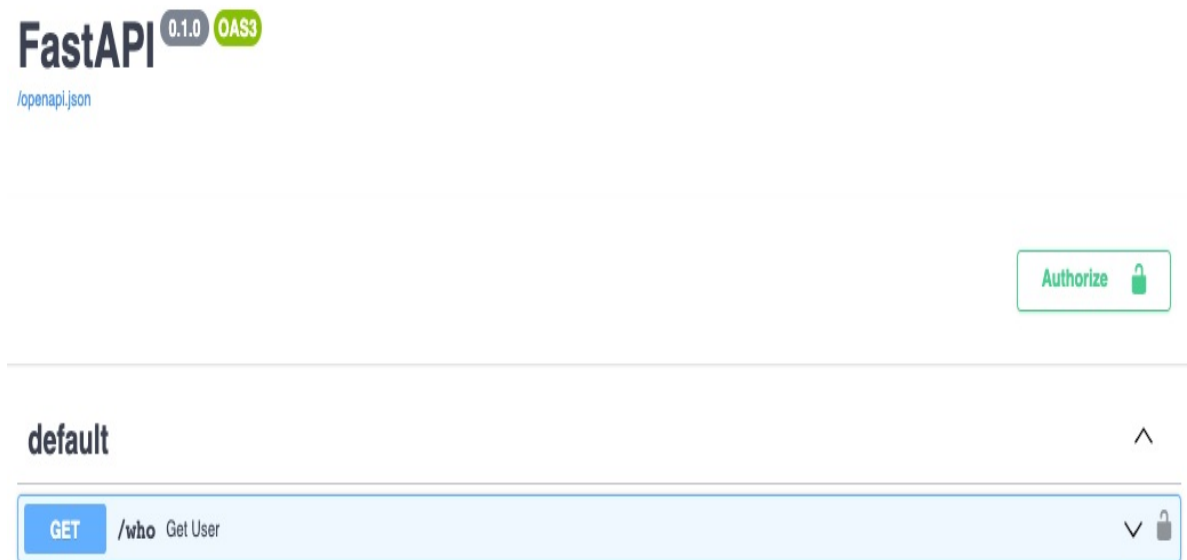 FastAPI 0.1.0 OAS3
/openapi.json
Authorize
default
GET /who Get User